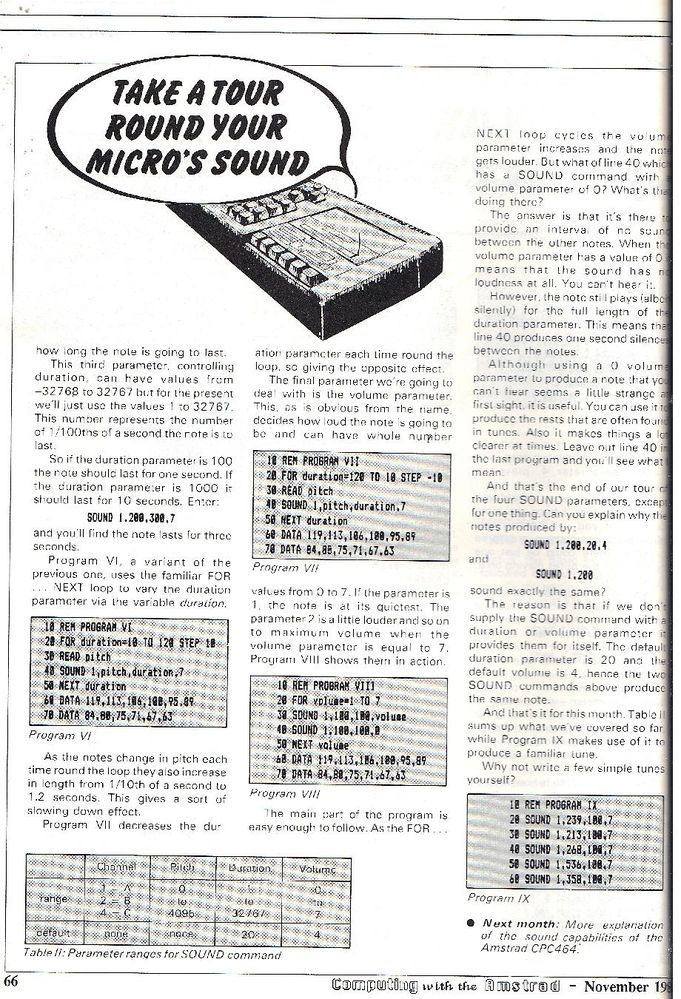 TAKE A TOUR
ROUND YOUR
MICRO'S SOUND
how long the note is going to last.
This third parameter, controlling
duration, can have values from
-32768 to 32767 but for the present
we'll just use the values 1 to 32767.
This number represents the number
of 1/100ths of a second the note is to
last.
So if the duration parameter is 100
the note should last for one second. If
the duration parameter is 1000 it
should last for 10 seconds. Enter:
SOUND 1,200,300,7
and you'll find the note lasts for three
seconds.
Program VI, a variant of the
previous one, uses the familiar FOR
... NEXT loop to vary the duration
parameter via the variable duration.
10 REM PROGRAM VI
20 FOR duration=10 TO 120 STEP 10
30 READ pitch
40 SOUND 1,pitch,duration,7
50 NEXT duration
60 DATA 119,113,106,100,95,89
70 DATA 84,80,75,71,67,63
Program VI
As the notes change in pitch each
time round the loop they also increase
in length from 1/10th of a second to
1.2 seconds. This gives a sort of
slowing down effect.
Program VII decreases the dur
ation parameter each time round the
loop, so giving the opposite effect.
The final parameter we're going to
deal with is the volume parameter.
This, as is obvious from the name,
decides how loud the note is going to
be and can have whole number
10 REM PROGRAM VII
20 FOR duration=120 TO 10 STEP -10
30 READ pitch
40 SOUND 1,pitch,duration,7
50 NEXT duration
60 DATA 119,113,106,100,95,89
70 DATA 84,80,75,71,67,63
Program VII
values from 0 to 7. If the parameter is
1, the note is at its quietest. The
parameter 2 is a little louder and so on
to maximum volume when the
volume parameter is equal to 7.
Program VIII shows them in action.
10 REM PROGRAM VIII
20 FOR volume=1 TO 7
30 SOUND 1,100,100,volume
40 SOUND 1,100,100,0
50 NEXT volume
60 DATA 119,113,106,100,95,89
70 DATA 84,80,75,71,67,63
Program VIII
The main part of the program is
easy enough to follow. As the FOR ...
NEXT loop cycles the volum
parameter increases and the not
gets louder. But what of line 40 whic
has a SOUND command with
volume parameter of 0? What's tha
doing there?
The answer is that it's there t
provide an interval of no soun
between the other notes. When th
volume parameter has a value of 0
means that the sound has n
loudness at all. You can't hear it.
However, the note still plays (albe
silently) for the full length of th
duration parameter. This means tha
line 40 produces one second silence
between the notes.
Although using a 0 volum
parameter to produce a note that you
can't hear seems a little strange a
first sight, it is useful. You can use it to
produce the rests that are often foun
in tunes. Also it makes things a lo
clearer at times. Leave out line 40 i
the last program and you'll see what I
mean.
And that's the end of our tour o
the four SOUND parameters, excep
for one thing. Can you explain why the
notes produced by:
SOUND 1,200,20,4
and
SOUND 1,200
sound exactly the same?
The reason is that if we don'
supply the SOUND command with a
duration or volume parameter it
provides them for itself. The default
duration parameter is 20 and the
default volume is 4, hence the two
SOUND commands above produce
the same note.
And that's it for this month. Table II
sums up what we've covered so far,
while Program IX makes use of it to
produce a familiar tune.
Why not write a few simple tunes
yourself?
10 REM PROGRAM IX
20 SOUND 1,239,100,7
30 SOUND 1,213,100,7
40 SOUND 1,268,100,7
50 SOUND 1,536,100,7
60 SOUND 1,358,100,7
Program IX
● Next month: More explanation
of the sound capabilities of the
Amstrad CPC464.
Channel Pitch Duration Volume
range 1 = A 0 1 0
2 = B to to to
4 = C 4095 32767 7
default none none 20 4
Table II: Parameter ranges for SOUND command
66
Computing with the Amstrad – November 19